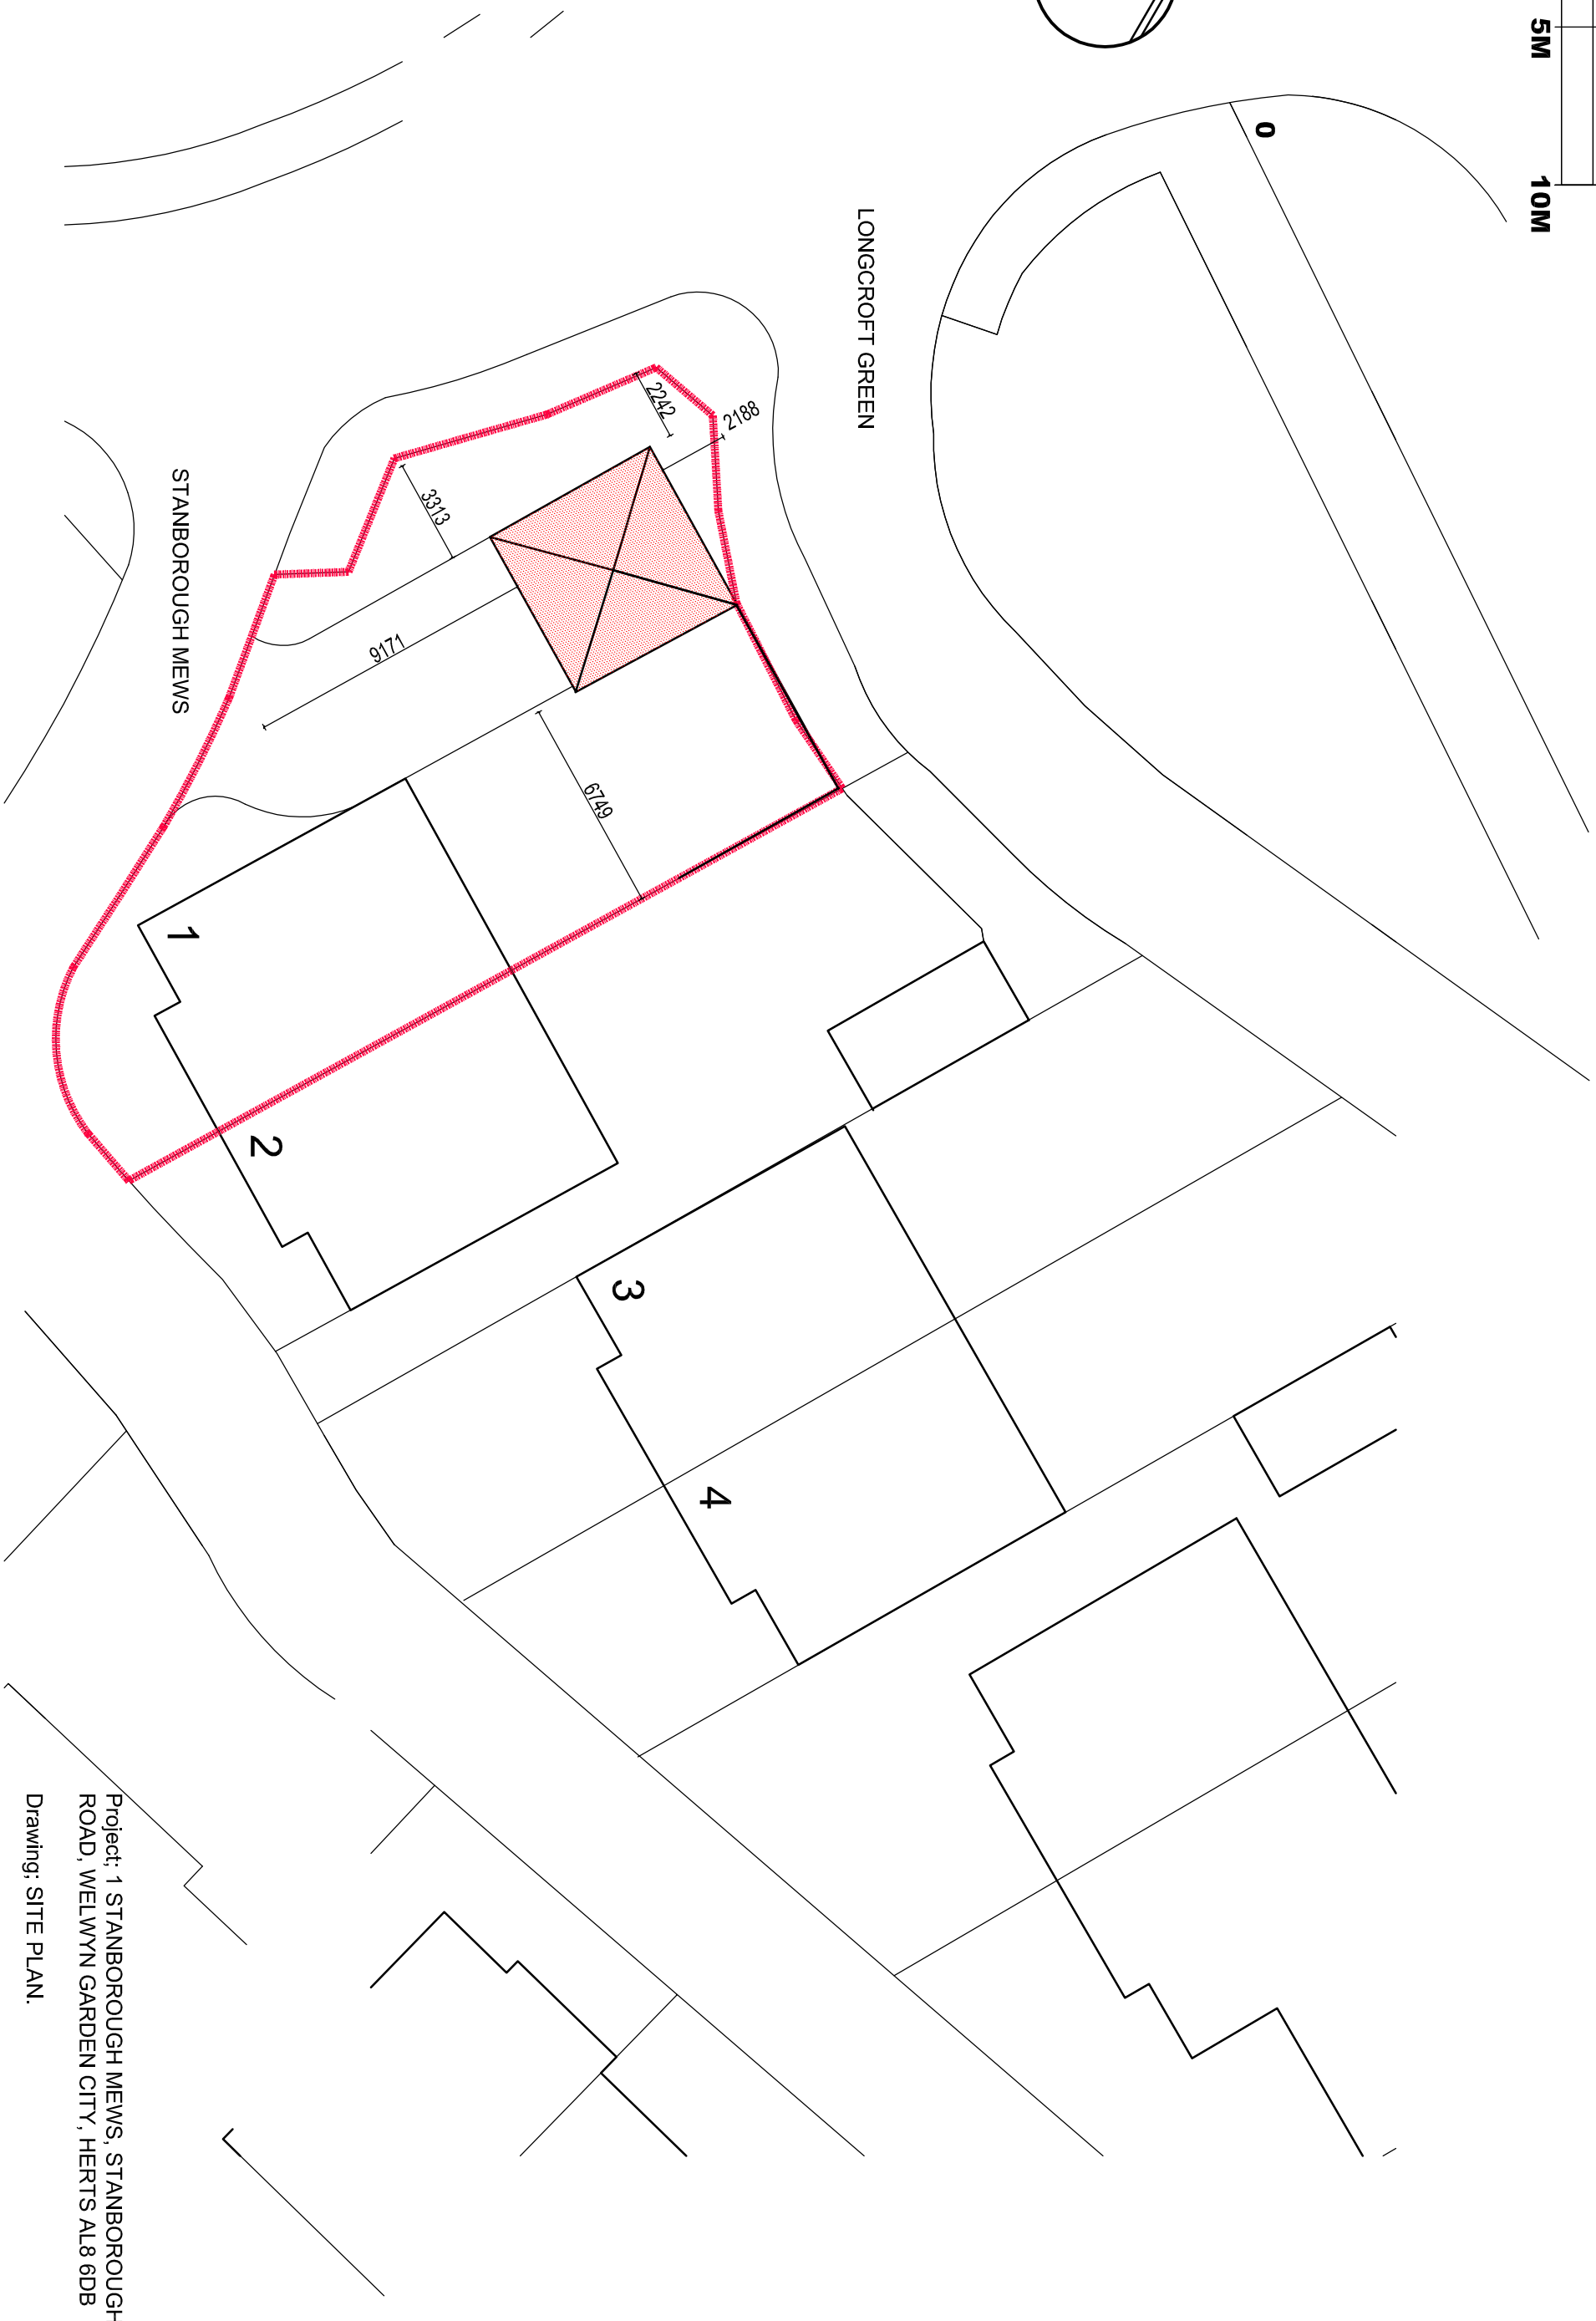 5M
10M
0
LONGCROFT GREEN
2242
2188
3313
STANBOROUGH MEWS
9171
6749
1
2
3
4
Project; 1 STANBOROUGH MEWS, STANBOROUGH
ROAD, WELWYN GARDEN CITY, HERTS AL8 6DB
Drawing; SITE PLAN.